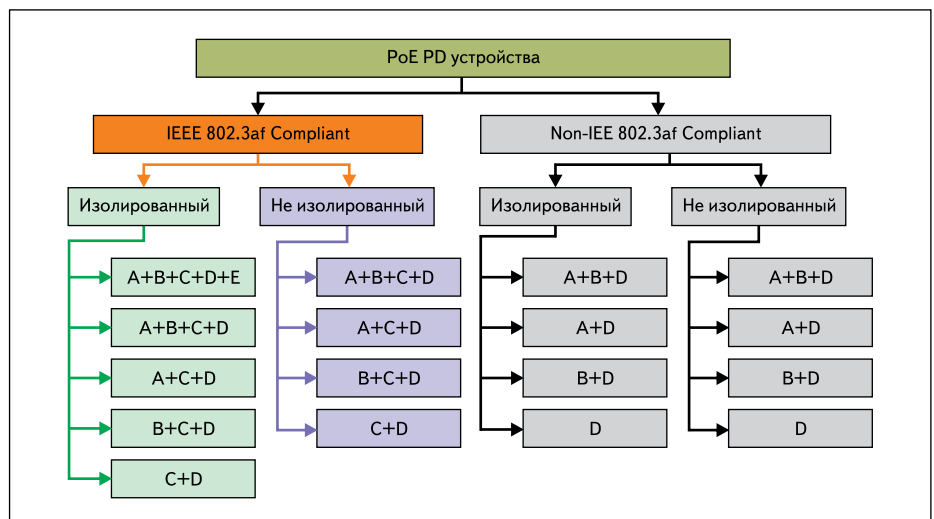 PoE PD устройства
IEEE 802.3af Compliant
Non-IEE 802.3af Compliant
Изолированный
Не изолированный
Изолированный
Не изолированный
A+B+C+D+E
A+B+C+D
A+C+D
B+C+D
C+D
A+B+C+D
A+C+D
B+C+D
C+D
A+B+D
A+D
B+D
D
A+B+D
A+D
B+D
D